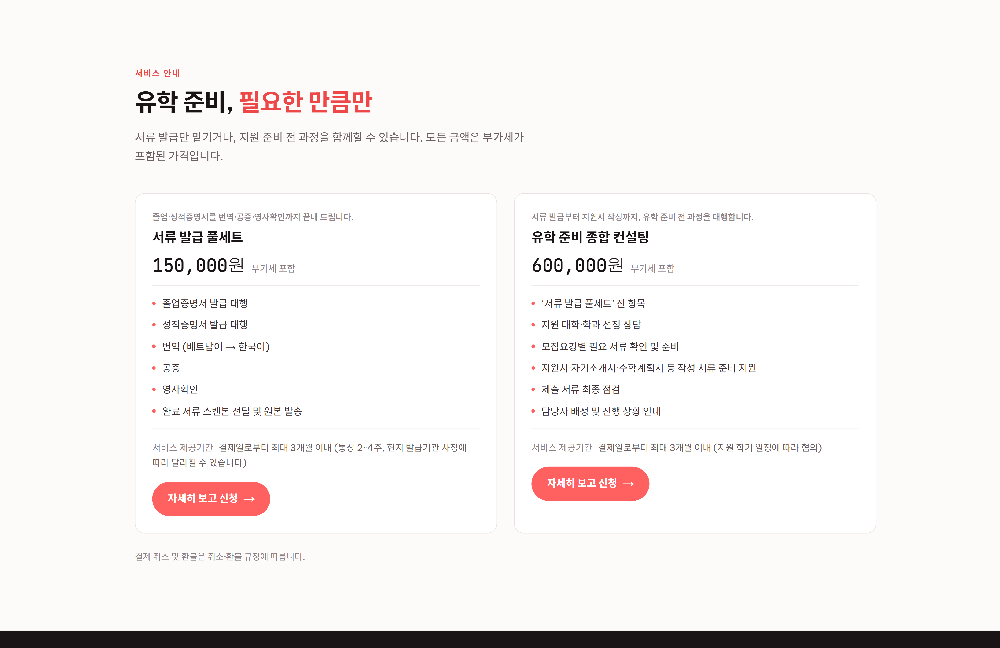 서비스 안내
유학 준비, 필요한 만큼만
서류 발급만 맡기거나, 지원 준비 전 과정을 함께할 수 있습니다. 모든 금액은 부가세가
포함된 가격입니다.
졸업·성적증명서를 번역·공증·영사확인까지 끝내 드립니다.
서류 발급 풀세트
150,000원 부가세 포함
졸업증명서 발급 대행
성적증명서 발급 대행
번역 (베트남어 → 한국어)
공증
영사확인
완료 서류 스캔본 전달 및 원본 발송
서비스 제공기간 결제일로부터 최대 3개월 이내 (통상 2~4주, 현지 발급기관 사정에
따라 달라질 수 있습니다)
자세히 보고 신청 →
서류 발급부터 지원서 작성까지, 유학 준비 전 과정을 대행합니다.
유학 준비 종합 컨설팅
600,000원 부가세 포함
‘서류 발급 풀세트’ 전 항목
지원 대학·학과 선정 상담
모집요강별 필요 서류 확인 및 준비
지원서·자기소개서·수학계획서 등 작성 서류 준비 지원
제출 서류 최종 점검
담당자 배정 및 진행 상황 안내
서비스 제공기간 결제일로부터 최대 3개월 이내 (지원 학기 일정에 따라 협의)
자세히 보고 신청 →
결제 취소 및 환불은 취소·환불 규정에 따릅니다.